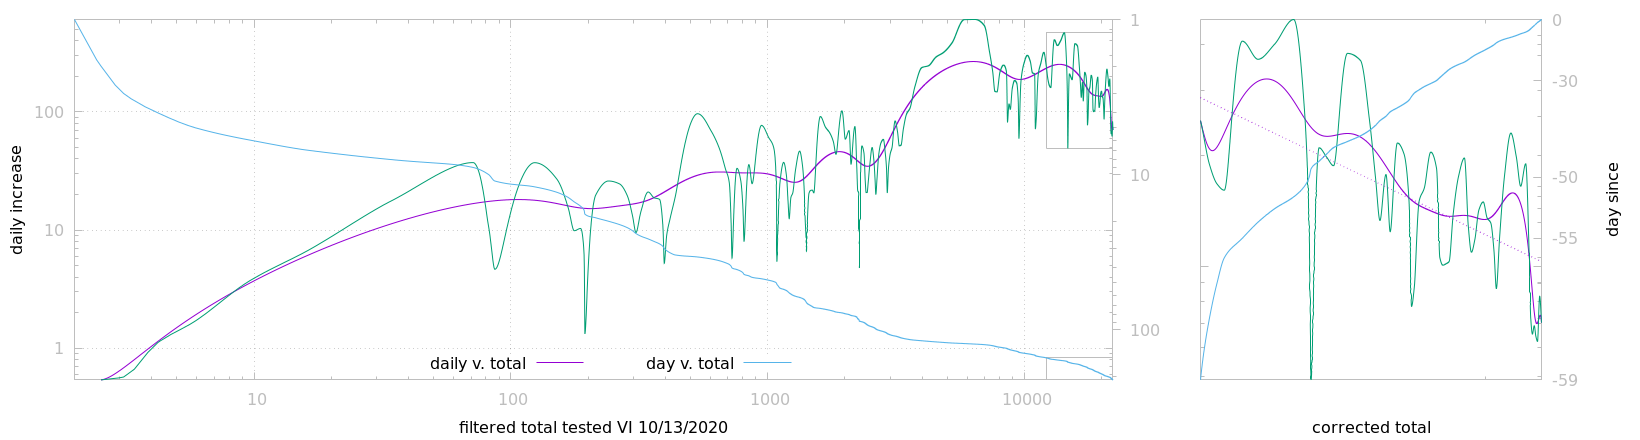 daily increase
100
10
1
10
100
1000
10000
1
10
100
daily v. total
day v. total
filtered total tested VI 10/13/2020
0
-30
-50
-55
-59
day since
corrected total